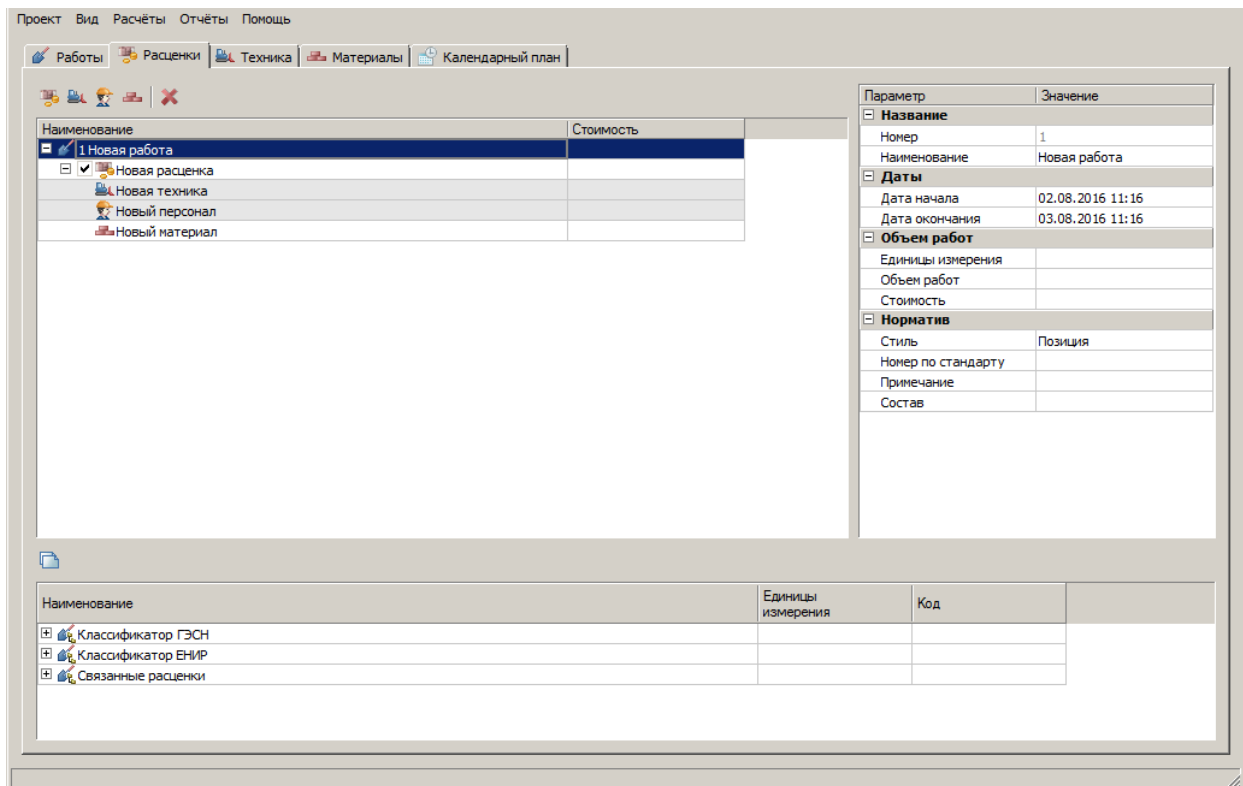 Проект Вид Расчёты Отчёты Помощь
Работы Расценки Техника Материалы Календарный план
Наименование Стоимость
1 Новая работа
Новая расценка
Новая техника
Новый персонал
Новый материал
Параметр Значение
Название
Номер 1
Наименование Новая работа
Даты
Дата начала 02.08.2016 11:16
Дата окончания 03.08.2016 11:16
Объем работ
Единицы измерения
Объем работ
Стоимость
Норматив
Стиль Позиция
Номер по стандарту
Примечание
Состав
Наименование Единицы измерения Код
Классификатор ГЭСН
Классификатор ЕНИР
Связанные расценки